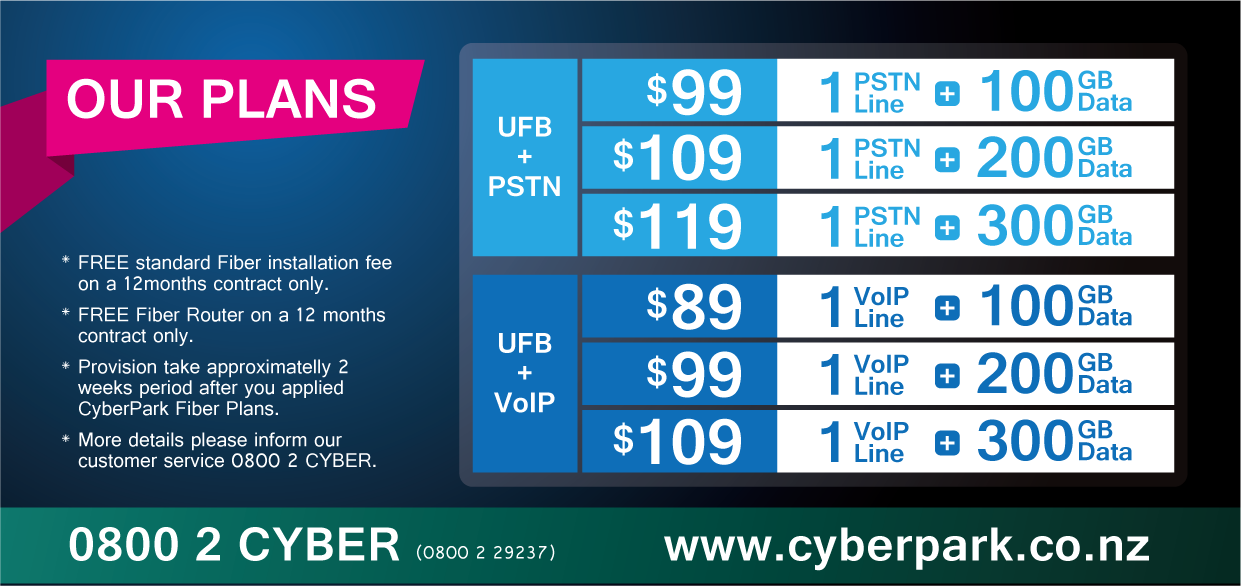 OUR PLANS
* FREE standard Fiber installation fee
on a 12months contract only.
* FREE Fiber Router on a 12 months
contract only.
* Provision take approximatelly 2
weeks period after you applied
CyberPark Fiber Plans.
* More details please inform our
customer service 0800 2 CYBER.
UFB
+
PSTN
$99 1 PSTN Line + 100 GB Data
$109 1 PSTN Line + 200 GB Data
$119 1 PSTN Line + 300 GB Data
UFB
+
VoIP
$89 1 VoIP Line + 100 GB Data
$99 1 VoIP Line + 200 GB Data
$109 1 VoIP Line + 300 GB Data
0800 2 CYBER (0800 2 29237) www.cyberpark.co.nz